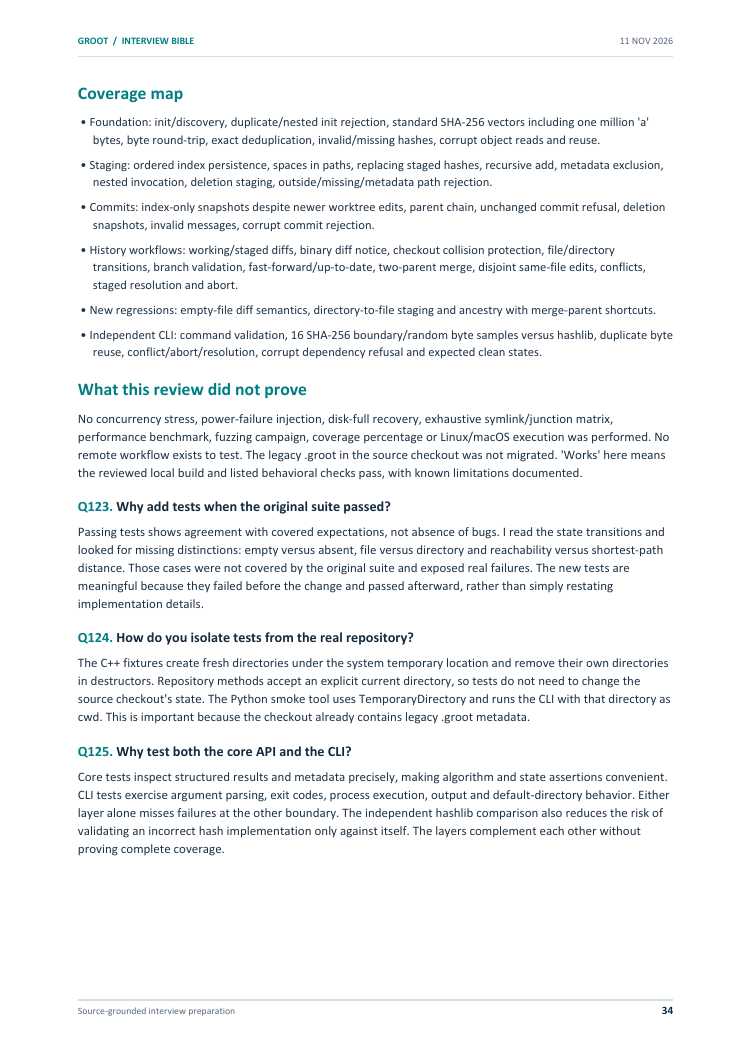 GROOT / INTERVIEW BIBLE
11 NOV 2026
Coverage map
• Foundation: init/discovery, duplicate/nested init rejection, standard SHA-256 vectors including one million 'a'
bytes, byte round-trip, exact deduplication, invalid/missing hashes, corrupt object reads and reuse.
• Staging: ordered index persistence, spaces in paths, replacing staged hashes, recursive add, metadata exclusion,
nested invocation, deletion staging, outside/missing/metadata path rejection.
• Commits: index-only snapshots despite newer worktree edits, parent chain, unchanged commit refusal, deletion
snapshots, invalid messages, corrupt commit rejection.
• History workflows: working/staged diffs, binary diff notice, checkout collision protection, file/directory
transitions, branch validation, fast-forward/up-to-date, two-parent merge, disjoint same-file edits, conflicts,
staged resolution and abort.
• New regressions: empty-file diff semantics, directory-to-file staging and ancestry with merge-parent shortcuts.
• Independent CLI: command validation, 16 SHA-256 boundary/random byte samples versus hashlib, duplicate byte
reuse, conflict/abort/resolution, corrupt dependency refusal and expected clean states.
What this review did not prove
No concurrency stress, power-failure injection, disk-full recovery, exhaustive symlink/junction matrix,
performance benchmark, fuzzing campaign, coverage percentage or Linux/macOS execution was performed. No
remote workflow exists to test. The legacy .groot in the source checkout was not migrated. 'Works' here means
the reviewed local build and listed behavioral checks pass, with known limitations documented.
Q123. Why add tests when the original suite passed?
Passing tests shows agreement with covered expectations, not absence of bugs. I read the state transitions and
looked for missing distinctions: empty versus absent, file versus directory and reachability versus shortest-path
distance. Those cases were not covered by the original suite and exposed real failures. The new tests are
meaningful because they failed before the change and passed afterward, rather than simply restating
implementation details.
Q124. How do you isolate tests from the real repository?
The C++ fixtures create fresh directories under the system temporary location and remove their own directories
in destructors. Repository methods accept an explicit current directory, so tests do not need to change the
source checkout's state. The Python smoke tool uses TemporaryDirectory and runs the CLI with that directory as
cwd. This is important because the checkout already contains legacy .groot metadata.
Q125. Why test both the core API and the CLI?
Core tests inspect structured results and metadata precisely, making algorithm and state assertions convenient.
CLI tests exercise argument parsing, exit codes, process execution, output and default-directory behavior. Either
layer alone misses failures at the other boundary. The independent hashlib comparison also reduces the risk of
validating an incorrect hash implementation only against itself. The layers complement each other without
proving complete coverage.
Source-grounded interview preparation
34